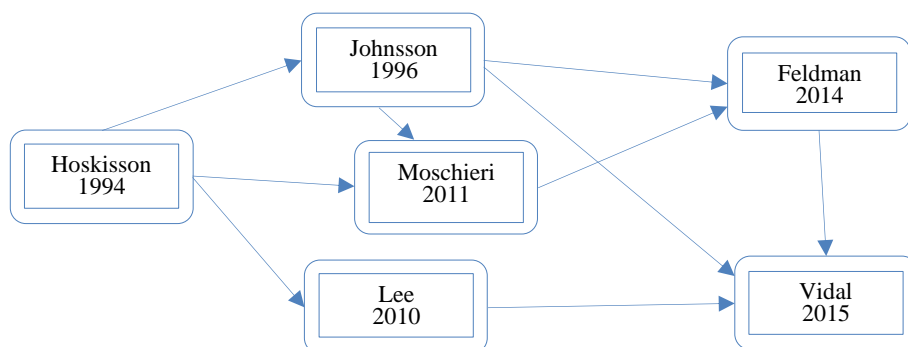 Johnsson
1996
Feldman
2014
Hoskisson
1994
Moschieri
2011
Lee
2010
Vidal
2015